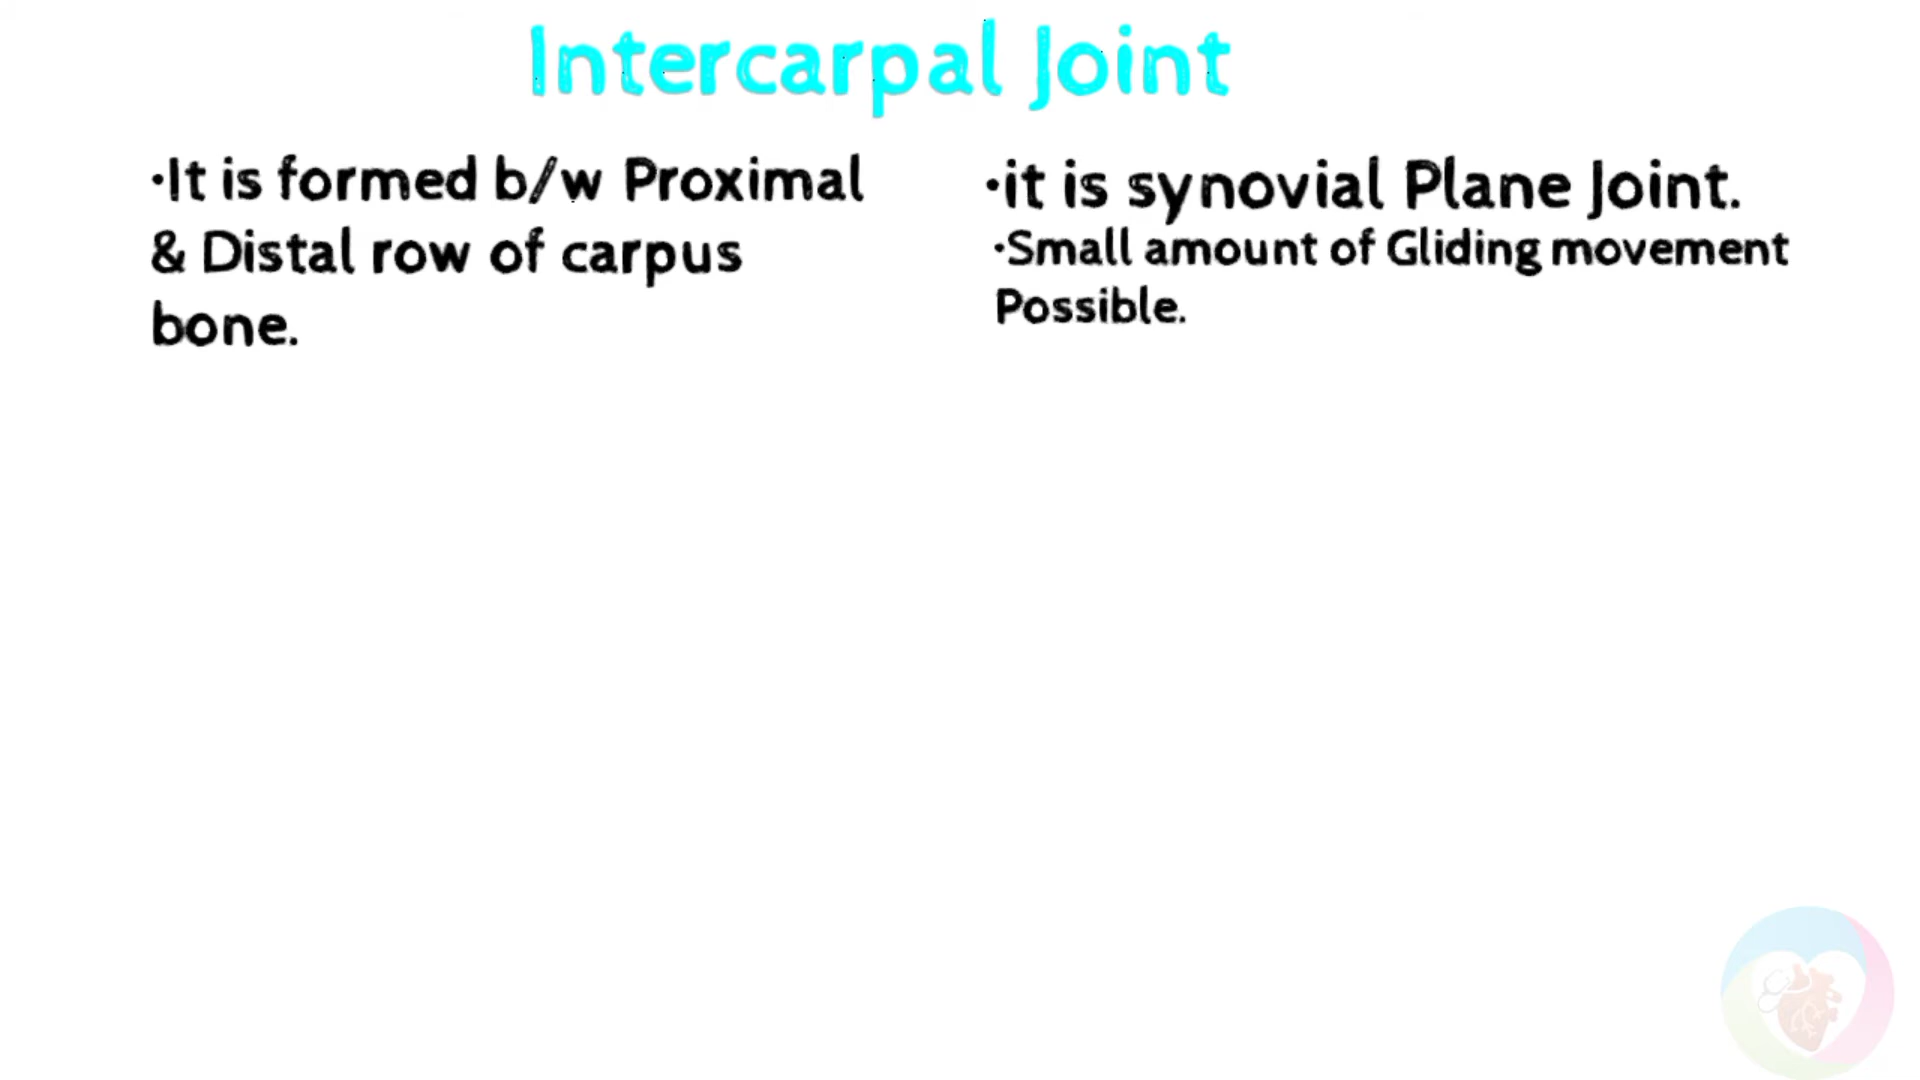 Intercarpal Joint
•It is formed b/w Proximal
& Distal row of carpus
bone.
•it is synovial Plane Joint.
•Small amount of Gliding movement
Possible.